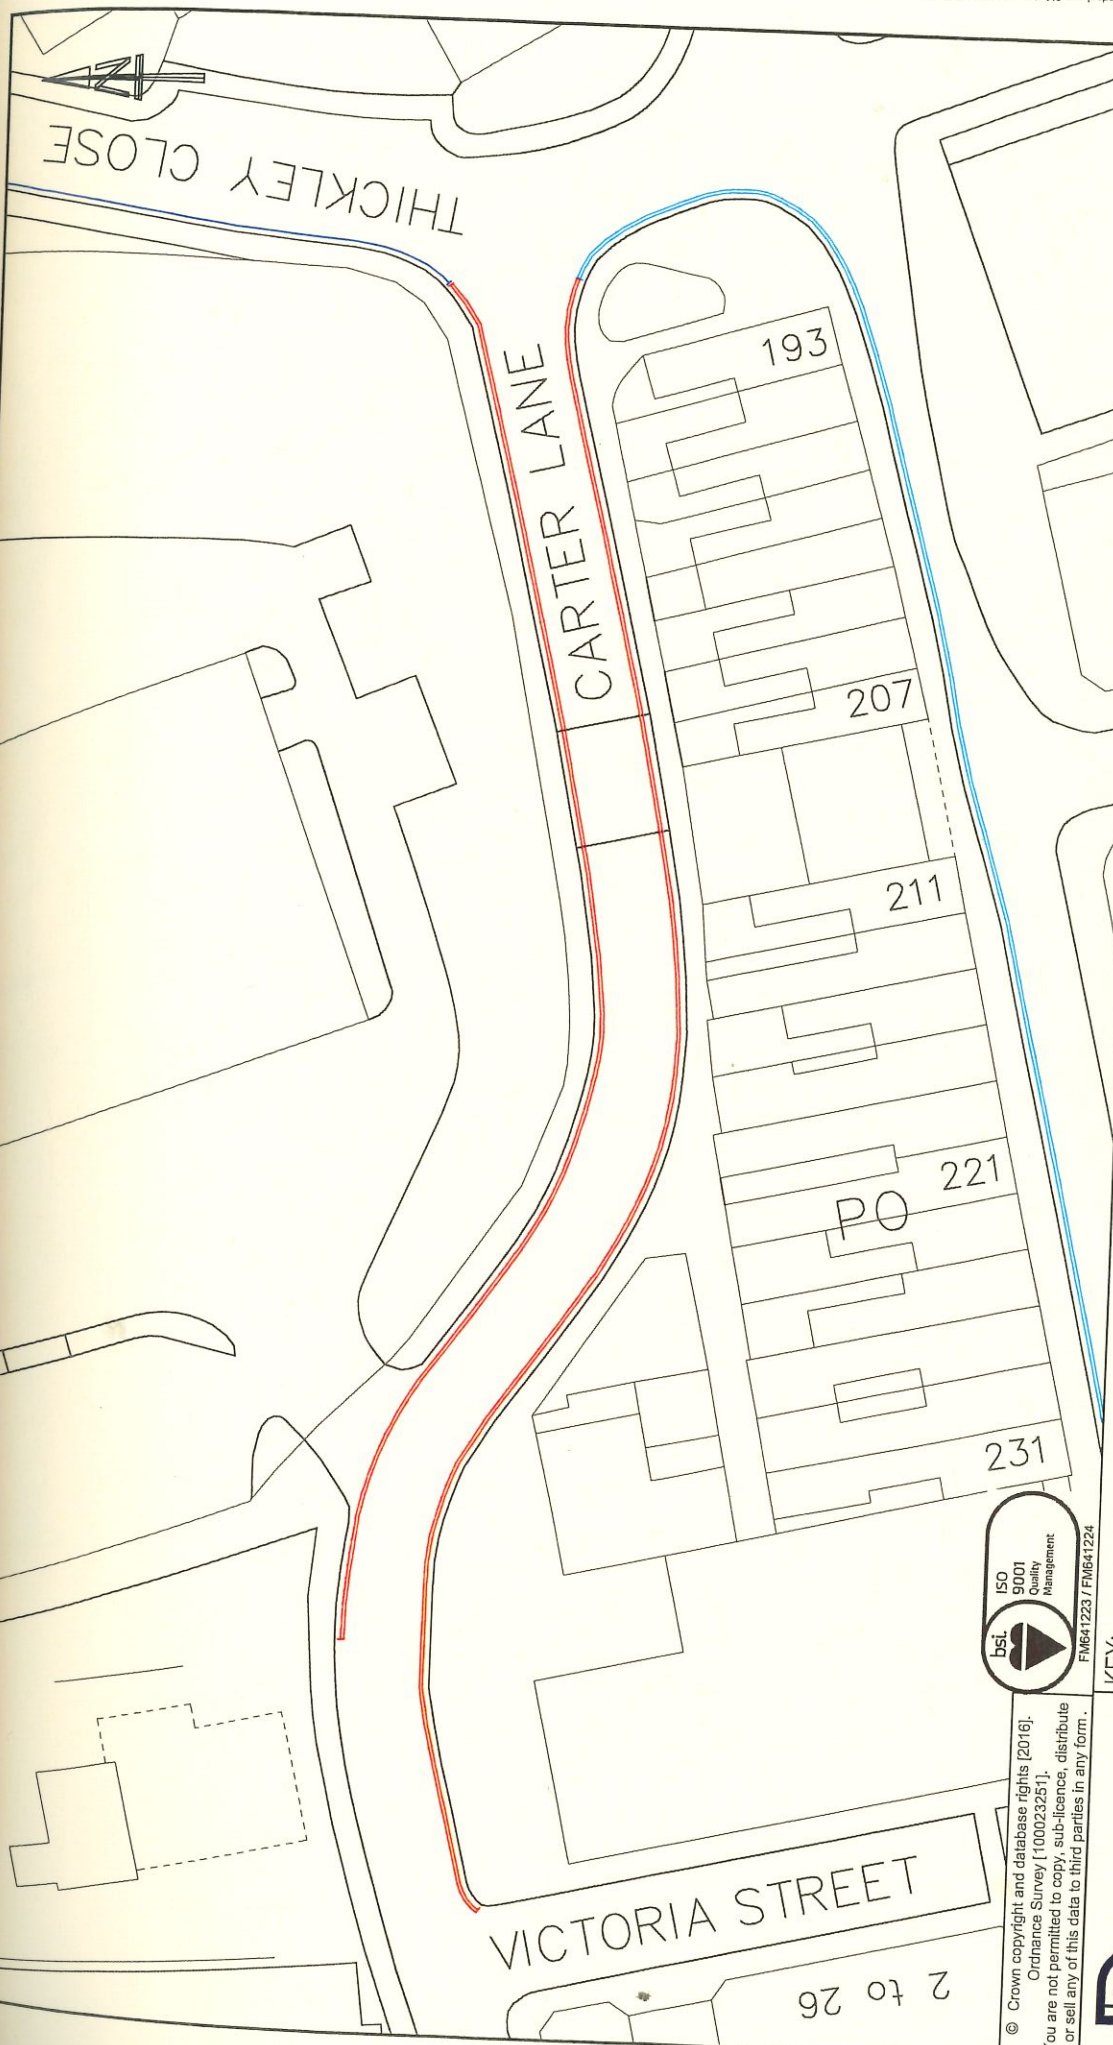 N
THICKLEY CLOSE
CARTER LANE
193
207
211
221
PO
231
VICTORIA STREET
2 to 26
bsi.
ISO
9001
Quality
Management
FM641223 / FM641224
© Crown copyright and database rights [2016].
Ordnance Survey [100023251].
You are not permitted to copy, sub-licence, distribute
or sell any of this data to third parties in any form.
KEY: